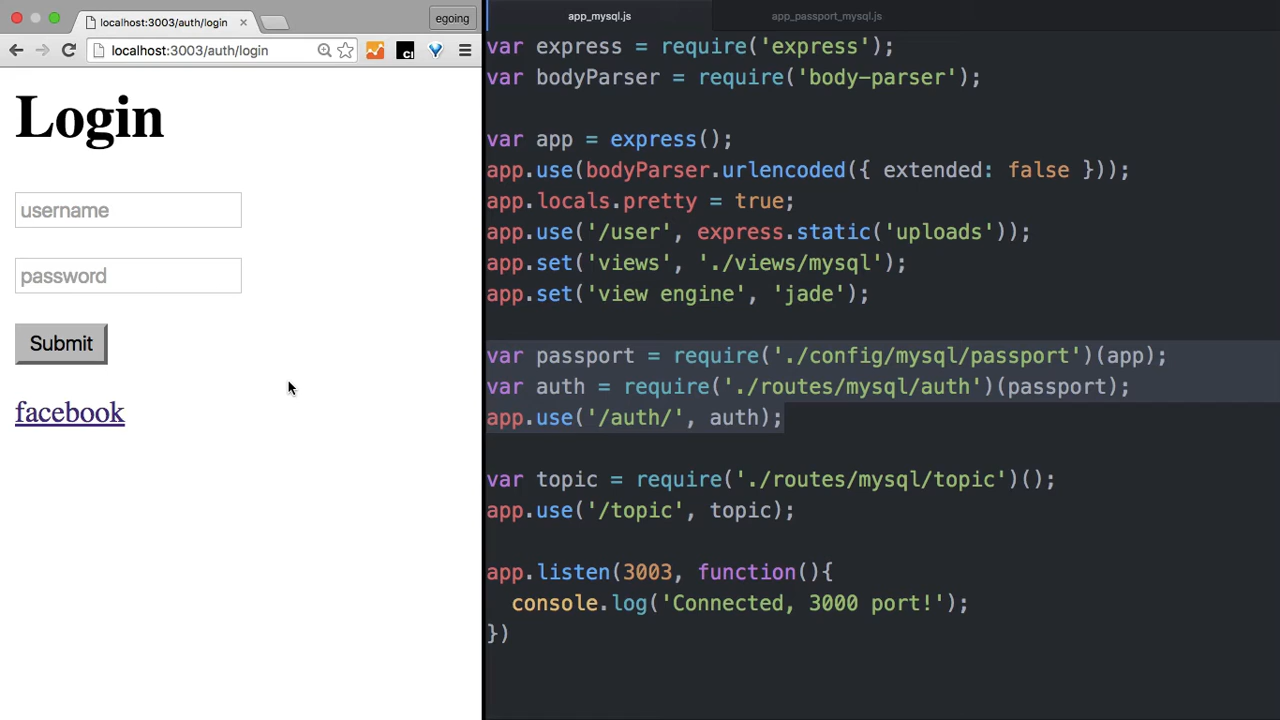 localhost:3003/auth/login
egoing
localhost:3003/auth/login
Login
username
password
Submit
facebook
app_mysql.js
app_passport_mysql.js
var express = require('express');
var bodyParser = require('body-parser');
var app = express();
app.use(bodyParser.urlencoded({ extended: false }));
app.locals.pretty = true;
app.use('/user', express.static('uploads'));
app.set('views', './views/mysql');
app.set('view engine', 'jade');
var passport = require('./config/mysql/passport')(app);
var auth = require('./routes/mysql/auth')(passport);
app.use('/auth/', auth);
var topic = require('./routes/mysql/topic')();
app.use('/topic', topic);
app.listen(3003, function(){
  console.log('Connected, 3000 port!');
})